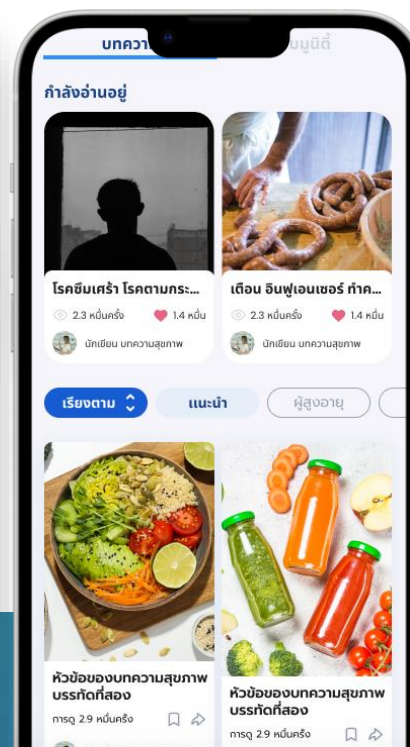 กำลังอ่านอยู่
โรคซึมเศร้า โรคตามกระ...
เตือน อินฟูเอนเซอร์ ทำค...
2.3 หมื่นครั้ง
1.4 หมื่น
2.3 หมื่นครั้ง
1.4 หมื่น
นักเขียน บทความสุขภาพ
นักเขียน บทความสุขภาพ
เรียงตาม
แนะนำ
ผู้สูงอายุ
หัวข้อของบทความสุขภาพ
บรรทัดที่สอง
การดู 2.9 หมื่นครั้ง
หัวข้อของบทความสุขภาพ
บรรทัดที่สอง
การดู 2.9 หมื่นครั้ง